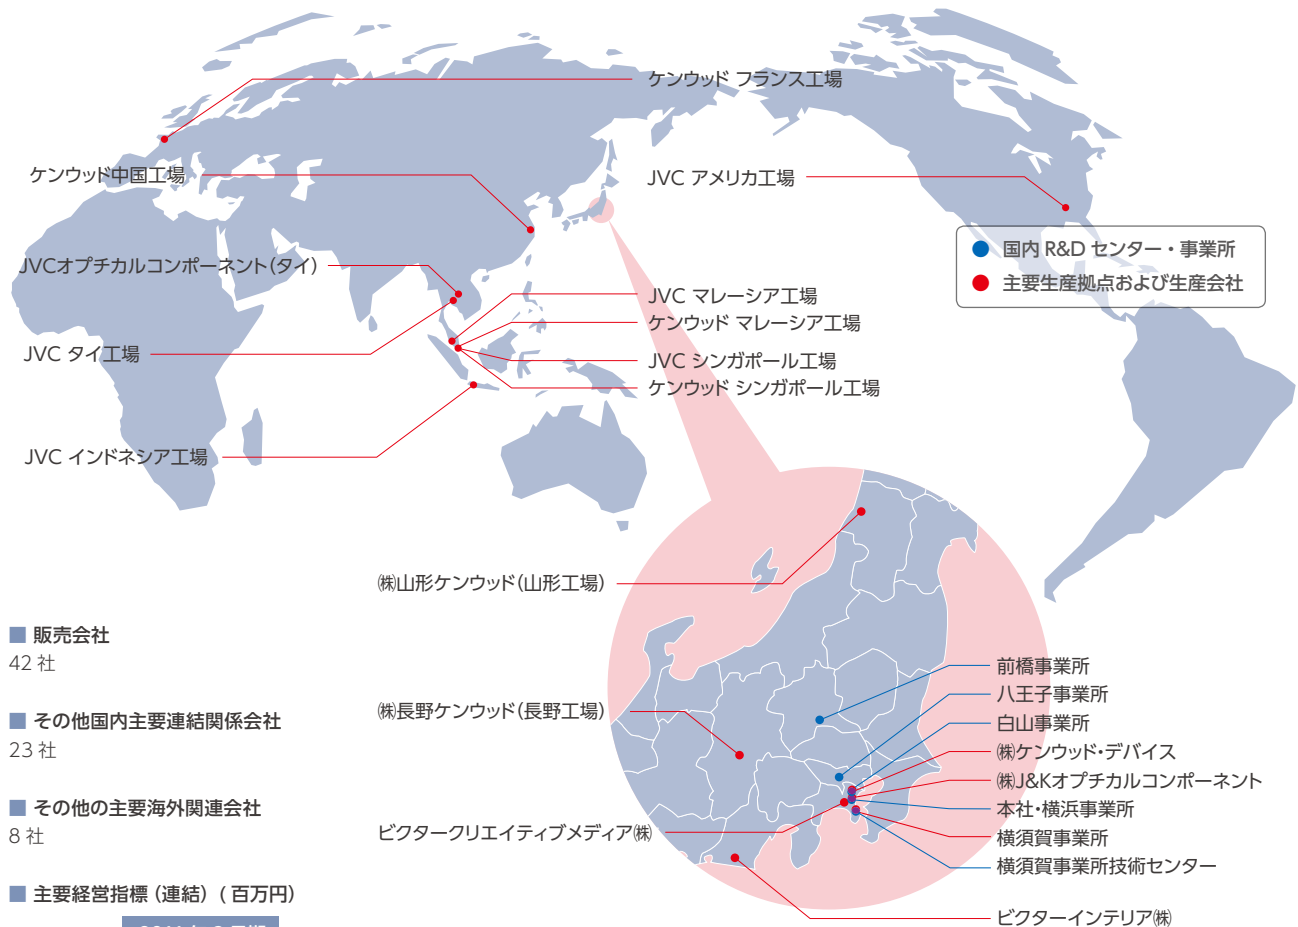 ケンウッド フランス工場
ケンウッド中国工場
JVC アメリカ工場
● 国内 R&D センター・事業所
● 主要生産拠点および生産会社
JVCオプチカルコンポーネント(タイ)
JVC マレーシア工場
ケンウッド マレーシア工場
JVC タイ工場
JVC シンガポール工場
ケンウッド シンガポール工場
JVC インドネシア工場
㈱山形ケンウッド(山形工場)
■ 販売会社
42 社
■ その他国内主要連結関係会社
23 社
■ その他の主要海外関連会社
8 社
■ 主要経営指標 (連結) ( 百万円)
㈱長野ケンウッド(長野工場)
ビクタークリエイティブメディア㈱
前橋事業所
八王子事業所
白山事業所
㈱ケンウッド・デバイス
㈱J&Kオプチカルコンポーネント
本社・横浜事業所
横須賀事業所
横須賀事業所技術センター
ビクターインテリア㈱